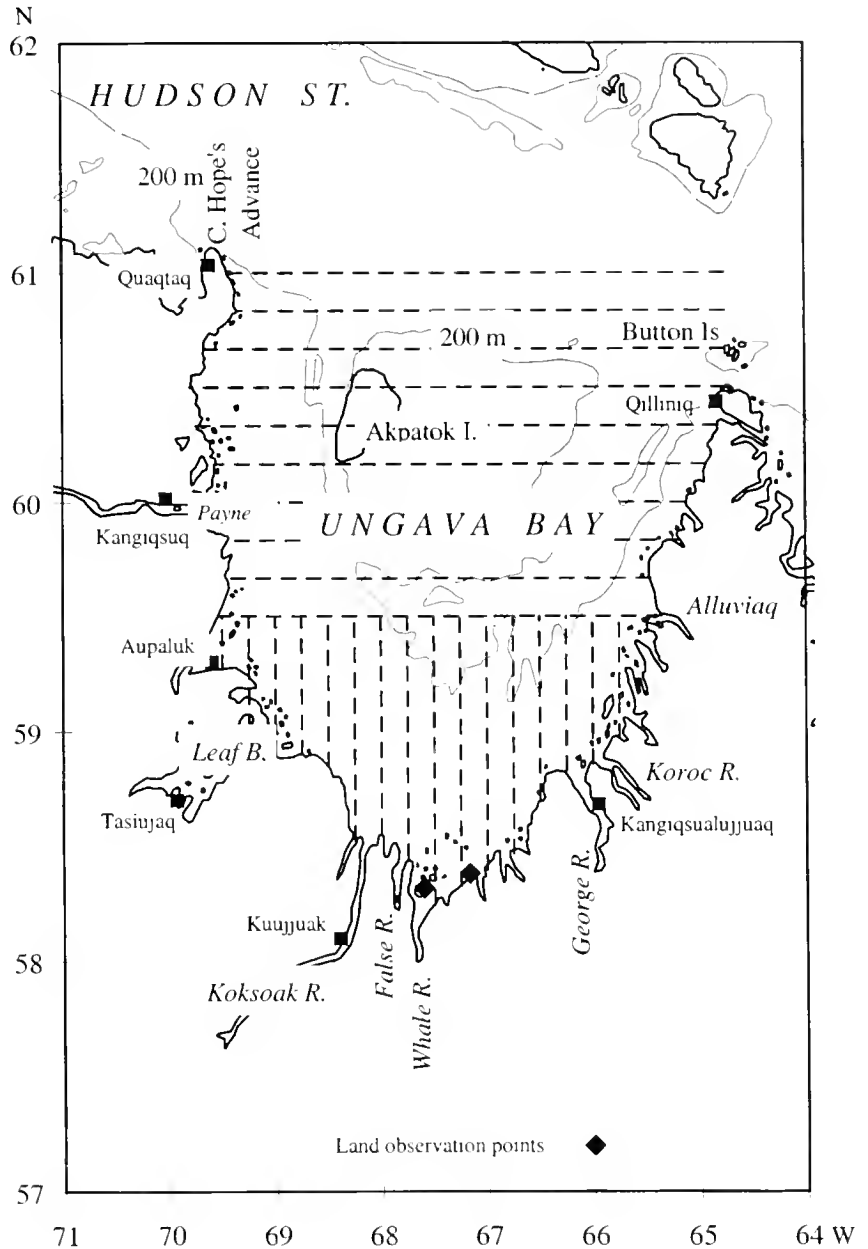 N
62
HUDSON ST.
200 m
C. Hope's
Advance
61
Quaqtaq
200 m
Button Is
Qilliniq
Akpatok I.
60
Payne
UNGAVA BAY
Kangiqsuq
Alluviaq
Aupaluk
59
Leaf B.
Koroc R.
Tasiujaq
Kangiqsualujjuaq
George R.
Kuujjuak
False R.
58
Koksoak R.
Whale R.
Land observation points
57
71 70 69 68 67 66 65 64 W